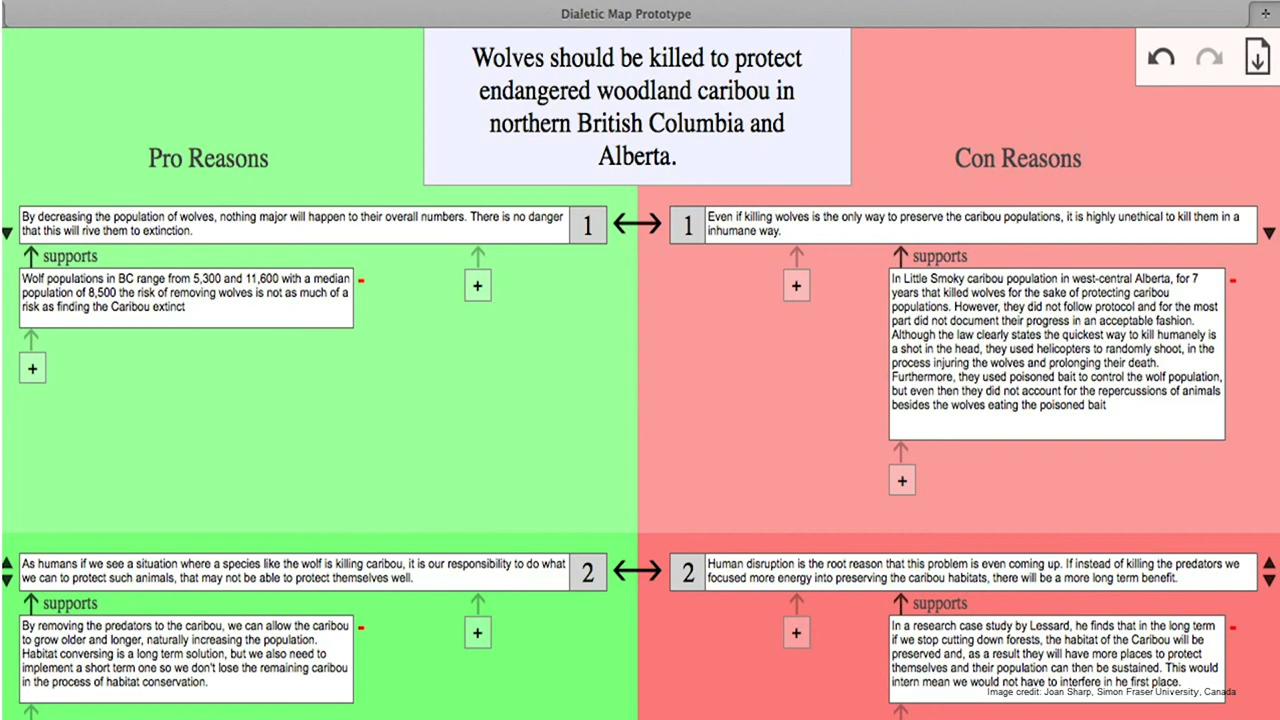 Dialetic Map Prototype
Wolves should be killed to protect
endangered woodland caribou in
northern British Columbia and
Alberta.
Pro Reasons
Con Reasons
By decreasing the population of wolves, nothing major will happen to their overall numbers. There is no danger
that this will rive them to extinction.
1
1
Even if killing wolves is the only way to preserve the caribou populations, it is highly unethical to kill them in a
inhumane way.
supports
Wolf populations in BC range from 5,300 and 11,600 with a median
population of 8,500 the risk of removing wolves is not as much of a
risk as finding the Caribou extinct
+
+
+
supports
In Little Smoky caribou population in west-central Alberta, for 7
years that killed wolves for the sake of protecting caribou
populations. However, they did not follow protocol and for the most
part did not document their progress in an acceptable fashion.
Although the law clearly states the quickest way to kill humanely is
a shot in the head, they used helicopters to randomly shoot, in the
process injuring the wolves and prolonging their death.
Furthermore, they used poisoned bait to control the wolf population,
but even then they did not account for the repercussions of animals
besides the wolves eating the poisoned bait
+
As humans if we see a situation where a species like the wolf is killing caribou, it is our responsibility to do what
we can to protect such animals, that may not be able to protect themselves well.
2
2
Human disruption is the root reason that this problem is even coming up. If instead of killing the predators we
focused more energy into preserving the caribou habitats, there will be a more long term benefit.
supports
By removing the predators to the caribou, we can allow the caribou
to grow older and longer, naturally increasing the population.
Habitat conversing is a long term solution, but we also need to
implement a short term one so we don't lose the remaining caribou
in the process of habitat conservation.
+
+
supports
In a research case study by Lessard, he finds that in the long term
if we stop cutting down forests, the habitat of the Caribou will be
preserved and, as a result they will have more places to protect
themselves and their population can then be sustained. This would
intern mean we would not have to interfere in he first place.
Image credit: Joan Sharp, Simon Fraser University, Canada